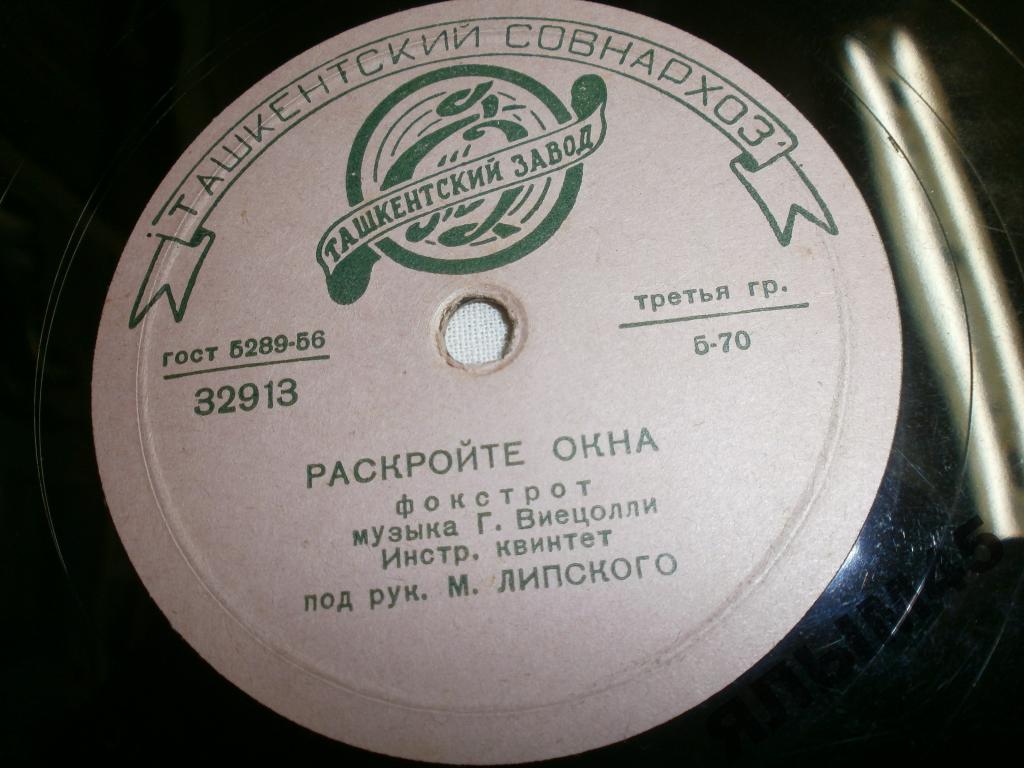 ТАШКЕНТСКИЙ СОВНАРХОЗ
ТАШКЕНТСКИЙ ЗАВОД
гост 5289-56
32913
третья гр.
5-70
РАСКРОЙТЕ ОКНА
фокстрот
музыка Г. Виецолли
Инстр. квинтет
под рук. М. ЛИПСКОГО